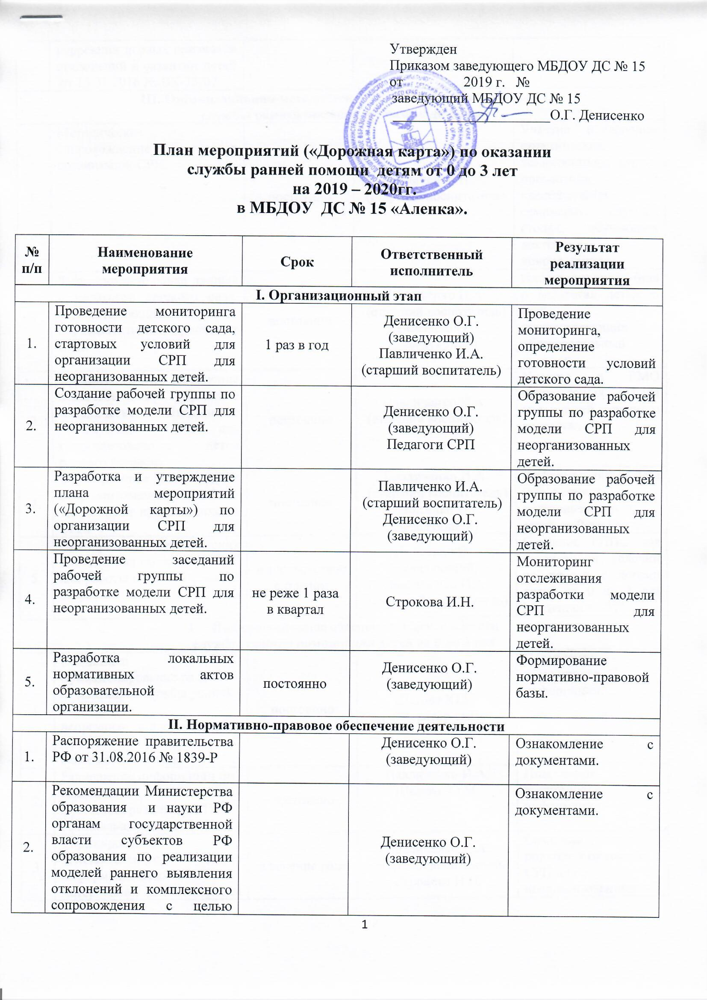 Утвержден
Приказом заведующего МБДОУ ДС № 15
от 2019 г. №
заведующий МБДОУ ДС № 15
О.Г. Денисенко
План мероприятий («Дорожная карта») по оказании
службы ранней помощи детям от 0 до 3 лет
на 2019 – 2020гг.
в МБДОУ ДС № 15 «Аленка».
№
п/п
Наименование
мероприятия
Срок
Ответственный
исполнитель
Результат
реализации
мероприятия
I. Организационный этап
1.
Проведение мониторинга
готовности детского сада,
стартовых условий для
организации СРП для
неорганизованных детей.
1 раз в год
Денисенко О.Г.
(заведующий)
Павличенко И.А.
(старший воспитатель)
Проведение
мониторинга,
определение
готовности условий
детского сада.
2.
Создание рабочей группы по
разработке модели СРП для
неорганизованных детей.
Денисенко О.Г.
(заведующий)
Педагоги СРП
Образование рабочей
группы по разработке
модели СРП для
неорганизованных
детей.
3.
Разработка и утверждение
плана мероприятий
(«Дорожной карты») по
организации СРП для
неорганизованных детей.
Павличенко И.А.
(старший воспитатель)
Денисенко О.Г.
(заведующий)
Образование рабочей
группы по разработке
модели СРП для
неорганизованных
детей.
4.
Проведение заседаний
рабочей группы по
разработке модели СРП для
неорганизованных детей.
не реже 1 раза
в квартал
Строкова И.Н.
Мониторинг
отслеживания
разработки модели
СРП для
неорганизованных
детей.
5.
Разработка локальных
нормативных актов
образовательной
организации.
постоянно
Денисенко О.Г.
(заведующий)
Формирование
нормативно-правовой
базы.
II. Нормативно-правовое обеспечение деятельности
1.
Распоряжение правительства
РФ от 31.08.2016 № 1839-Р
Денисенко О.Г.
(заведующий)
Ознакомление с
документами.
2.
Рекомендации Министерства
образования и науки РФ
органам государственной
власти субъектов РФ
образования по реализации
моделей раннего выявления
отклонений и комплексного
сопровождения с целью
Денисенко О.Г.
(заведующий)
Ознакомление с
документами.
1